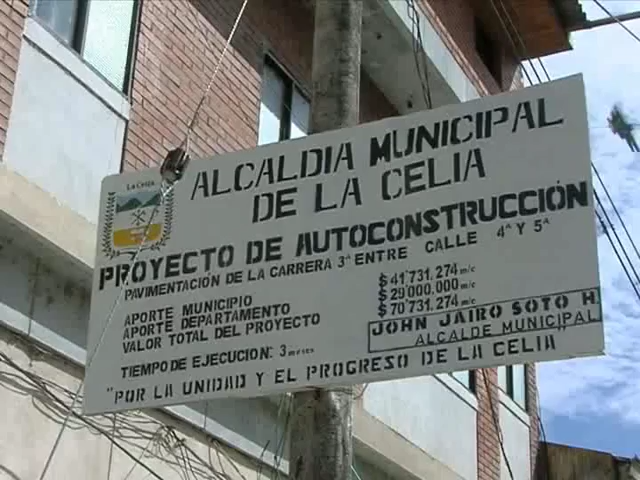 La Celia
ALCALDIA MUNICIPAL
DE LA CELIA
PROYECTO DE AUTOCONSTRUCCIÓN
PAVIMENTACIÓN DE LA CARRERA 3ª ENTRE CALLE 4ª Y 5ª
APORTE MUNICIPIO $ 41'731.274 m/c
APORTE DEPARTAMENTO $ 29'000.000 m/c
VALOR TOTAL DEL PROYECTO $ 70'731.274 m/c
TIEMPO DE EJECUCION: 3 meses
JOHN JAIRO SOTO H.
ALCALDE MUNICIPAL
"POR LA UNIDAD Y EL PROGRESO DE LA CELIA"